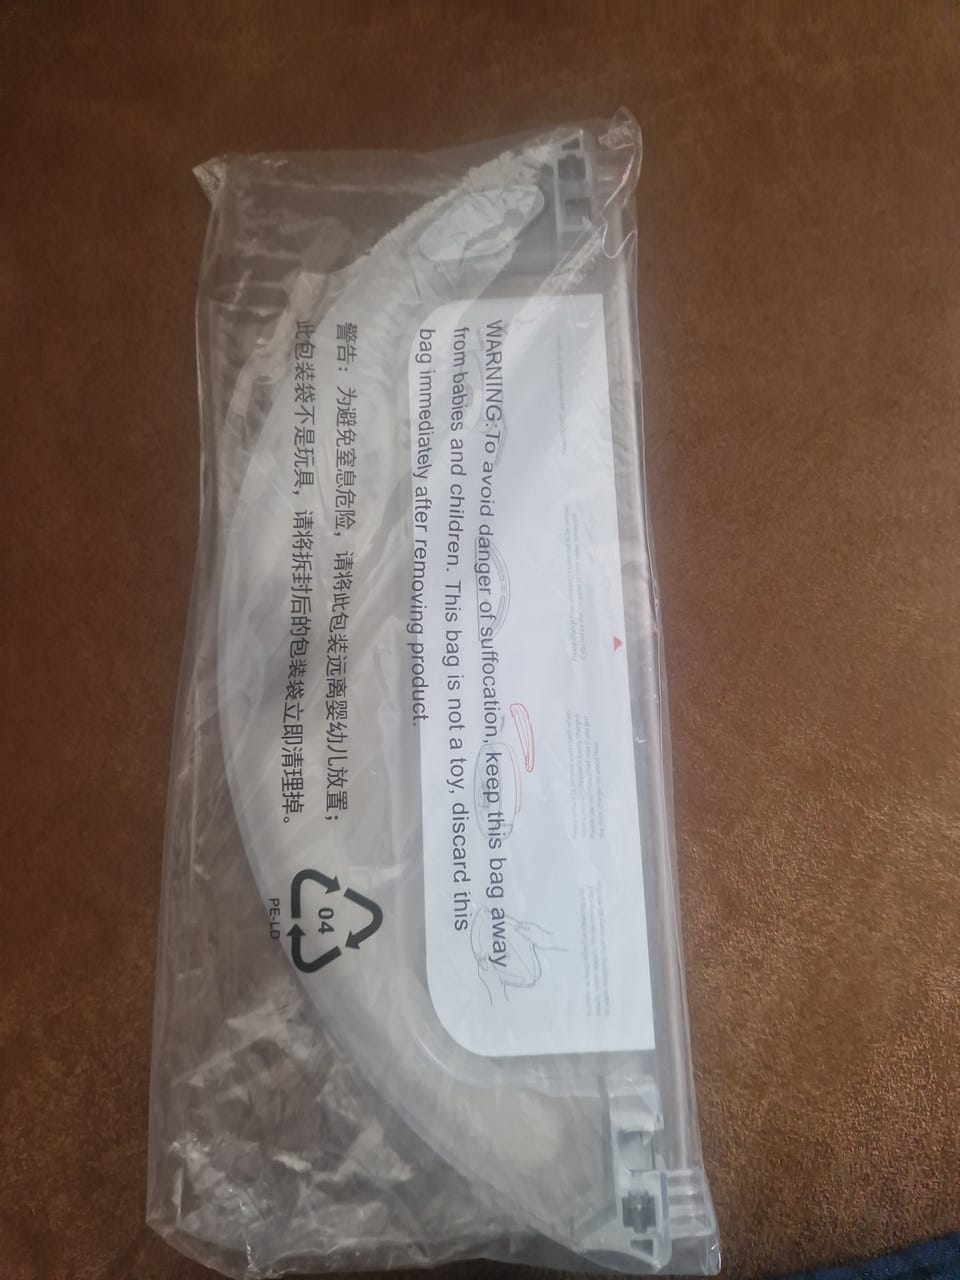 WARNING: To avoid danger of suffocation, keep this bag away
from babies and children. This bag is not a toy, discard this
bag immediately after removing product.
警告：为避免窒息危险，请将此包装远离婴幼儿放置；
此包装袋不是玩具，请将拆封后的包装袋立即清理掉。
04
PE-LD